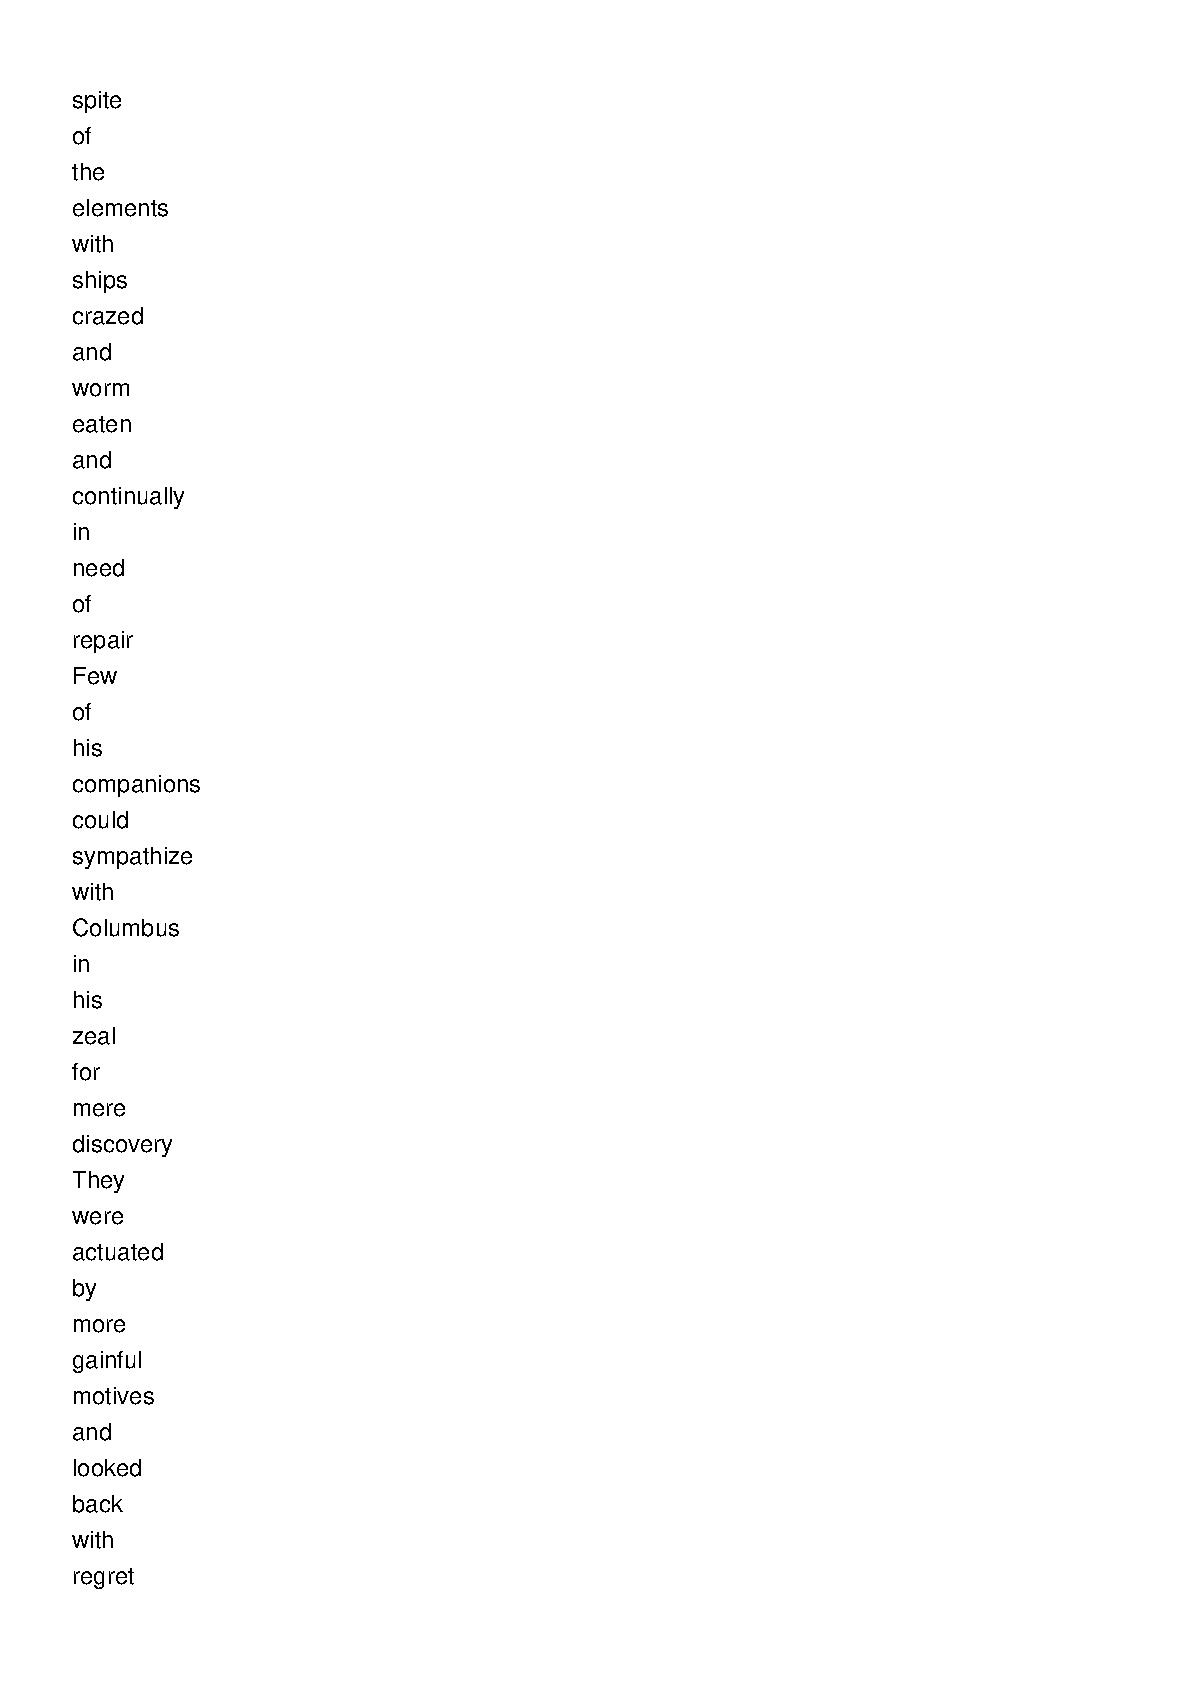 spite
of
the
elements
with
ships
crazed
and
worm
eaten
and
continually
in
need
of
repair
Few
of
his
companions
could
sympathize
with
Columbus
in
his
zeal
for
mere
discovery
They
were
actuated
by
more
gainful
motives
and
looked
back
with
regret